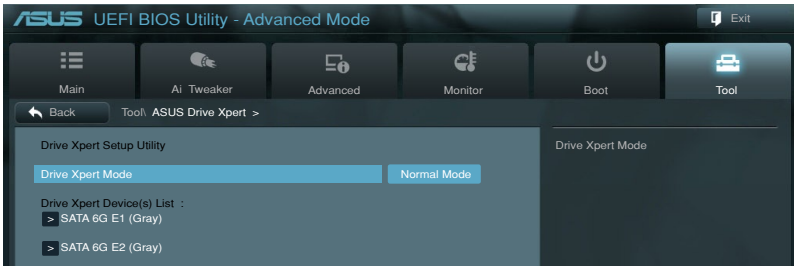 ASUS UEFI BIOS Utility - Advanced Mode
Exit
Main
Ai Tweaker
Advanced
Monitor
Boot
Tool
Back
Tool\ ASUS Drive Xpert >
Drive Xpert Setup Utility
Drive Xpert Mode
Drive Xpert Mode Normal Mode
Drive Xpert Device(s) List :
> SATA 6G E1 (Gray)
> SATA 6G E2 (Gray)